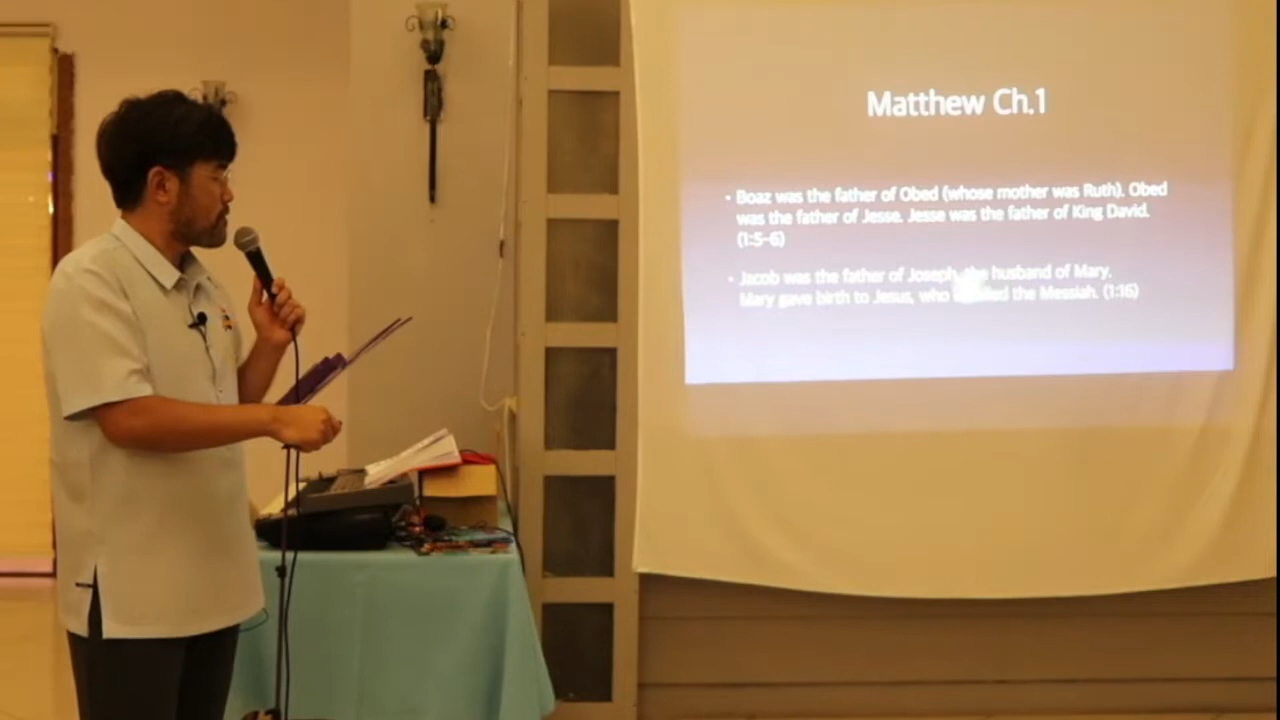 Matthew Ch.1
• Boaz was the father of Obed (whose mother was Ruth). Obed
was the father of Jesse. Jesse was the father of King David.
(1:5-6)
• Jacob was the father of Joseph, the husband of Mary.
Mary gave birth to Jesus, who the Messiah. (1:16)